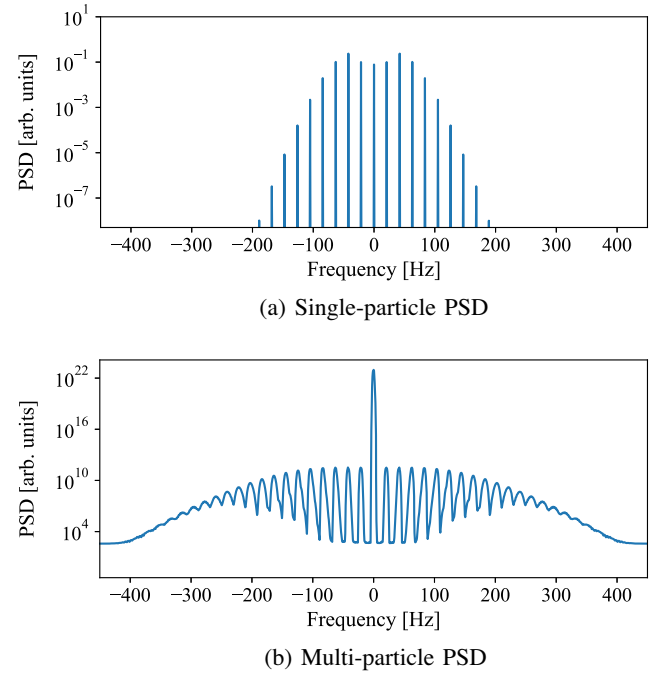 10^1
10^−1
10^−3
10^−5
10^−7
PSD [arb. units]
−400 −300 −200 −100 0 100 200 300 400
Frequency [Hz]
(a) Single-particle PSD
10^22
10^16
10^10
10^4
PSD [arb. units]
−400 −300 −200 −100 0 100 200 300 400
Frequency [Hz]
(b) Multi-particle PSD